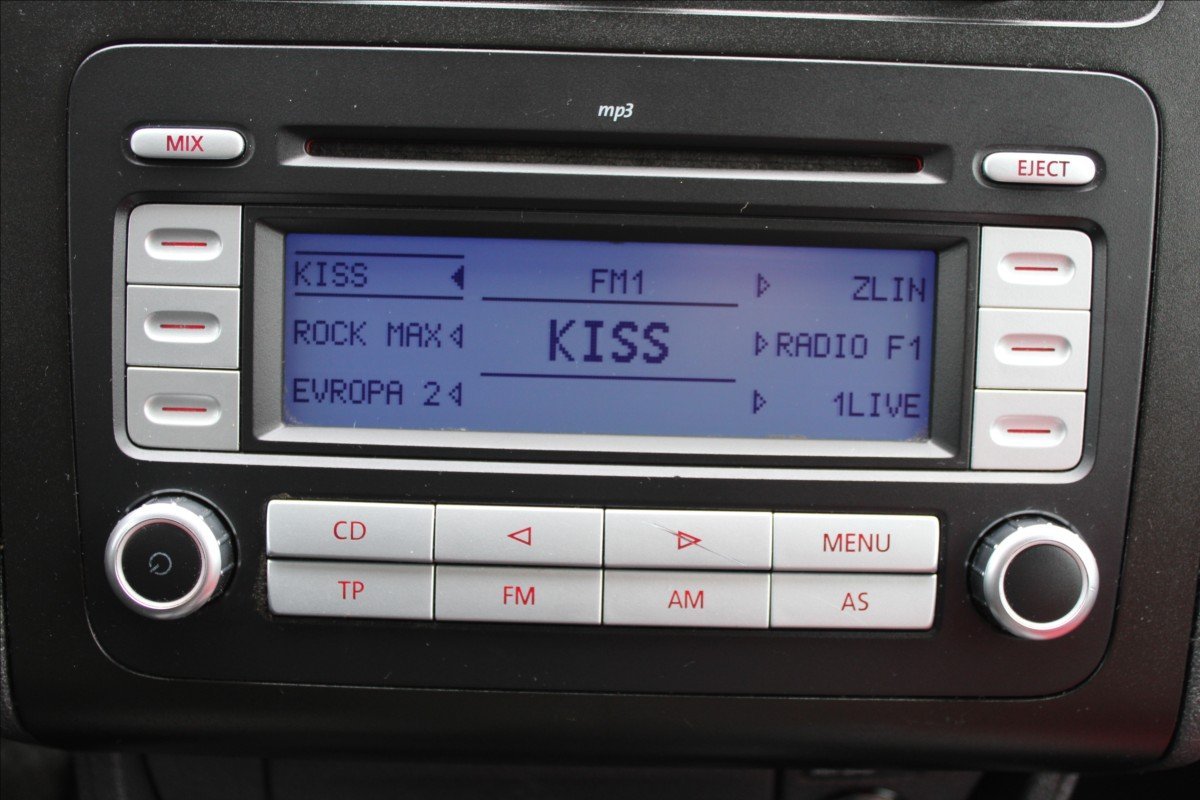 mp3
MIX
EJECT
KISS FM1 ZLIN
ROCK MAX KISS RADIO F1
EVROPA 2 1LIVE
CD MENU
TP FM AM AS